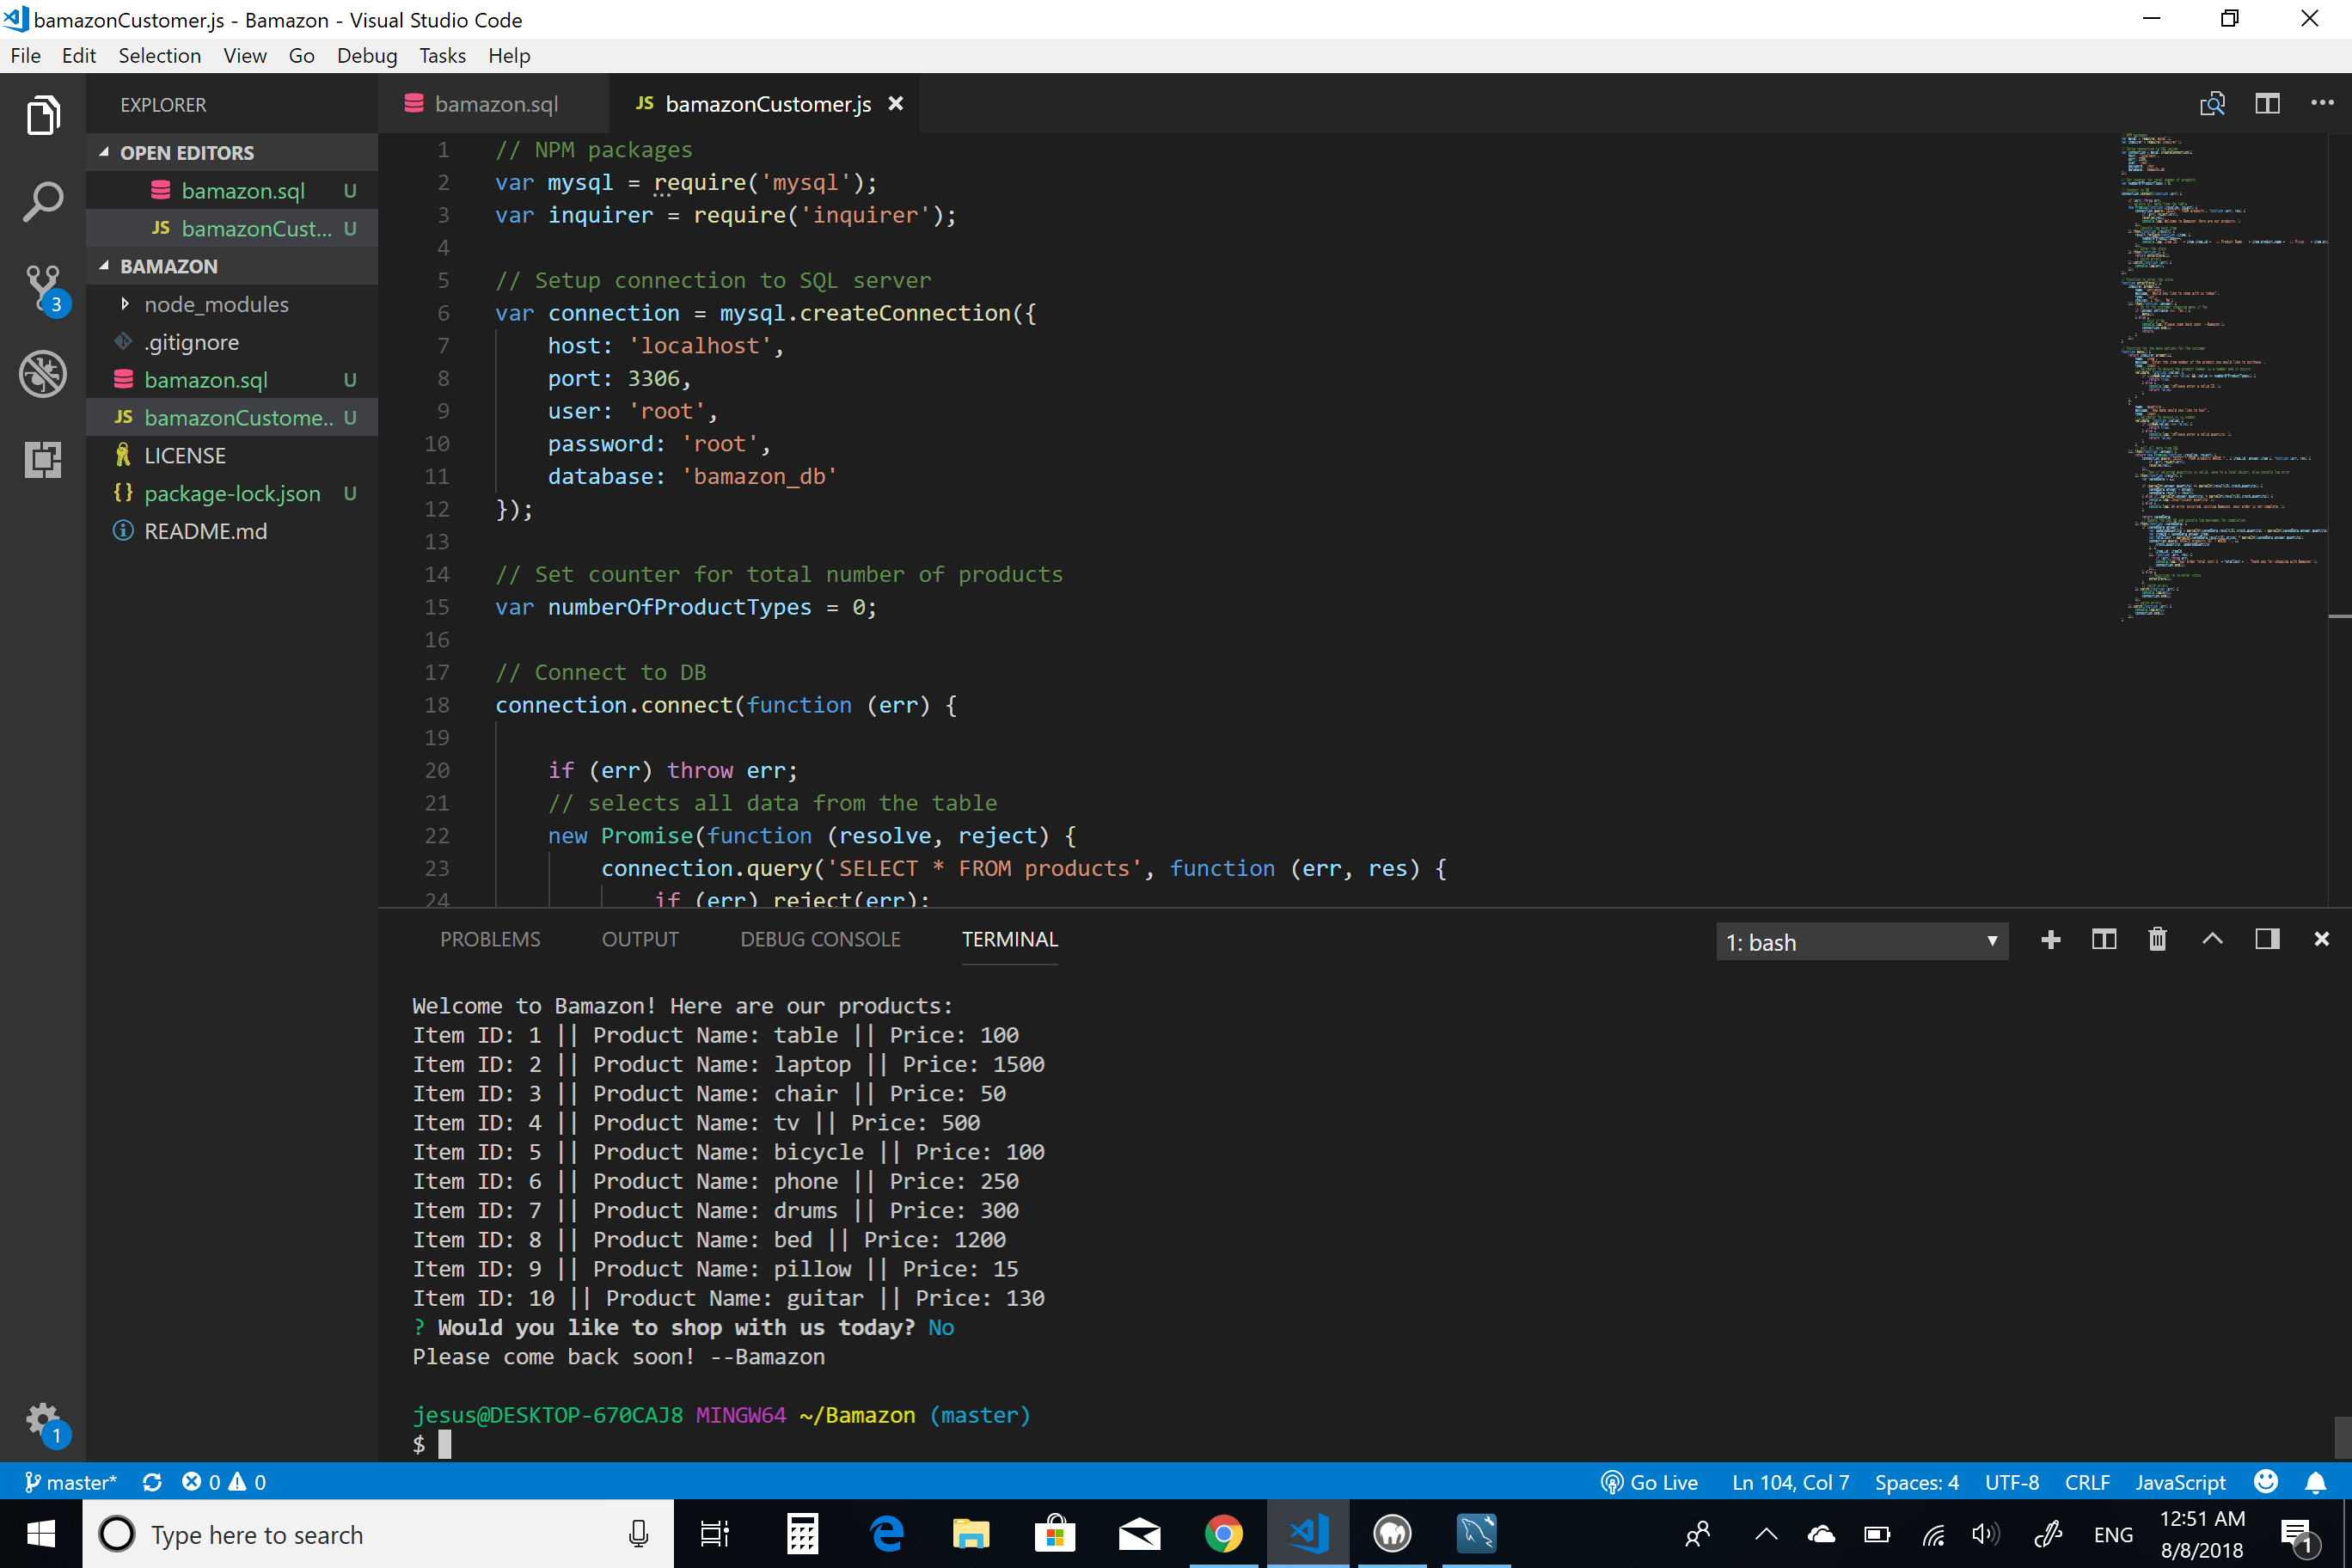 bamazonCustomer.js - Bamazon - Visual Studio Code
File Edit Selection View Go Debug Tasks Help
EXPLORER
OPEN EDITORS
bamazon.sql U
JS bamazonCust... U
BAMAZON
node_modules
.gitignore
bamazon.sql U
JS bamazonCustome.. U
LICENSE
{} package-lock.json U
README.md
3
1
bamazon.sql
JS bamazonCustomer.js
1 // NPM packages
2 var mysql = require('mysql');
3 var inquirer = require('inquirer');
4
5 // Setup connection to SQL server
6 var connection = mysql.createConnection({
7 host: 'localhost',
8 port: 3306,
9 user: 'root',
10 password: 'root',
11 database: 'bamazon_db'
12 });
13
14 // Set counter for total number of products
15 var numberOfProductTypes = 0;
16
17 // Connect to DB
18 connection.connect(function (err) {
19
20 if (err) throw err;
21 // selects all data from the table
22 new Promise(function (resolve, reject) {
23 connection.query('SELECT * FROM products', function (err, res) {
24 if (err) reject(err);
PROBLEMS OUTPUT DEBUG CONSOLE TERMINAL
1: bash
Welcome to Bamazon! Here are our products:
Item ID: 1 || Product Name: table || Price: 100
Item ID: 2 || Product Name: laptop || Price: 1500
Item ID: 3 || Product Name: chair || Price: 50
Item ID: 4 || Product Name: tv || Price: 500
Item ID: 5 || Product Name: bicycle || Price: 100
Item ID: 6 || Product Name: phone || Price: 250
Item ID: 7 || Product Name: drums || Price: 300
Item ID: 8 || Product Name: bed || Price: 1200
Item ID: 9 || Product Name: pillow || Price: 15
Item ID: 10 || Product Name: guitar || Price: 130
? Would you like to shop with us today? No
Please come back soon! --Bamazon
jesus@DESKTOP-670CAJ8 MINGW64 ~/Bamazon (master)
$
master* 0 0 Go Live Ln 104, Col 7 Spaces: 4 UTF-8 CRLF JavaScript
Type here to search
ENG
12:51 AM
8/8/2018
1